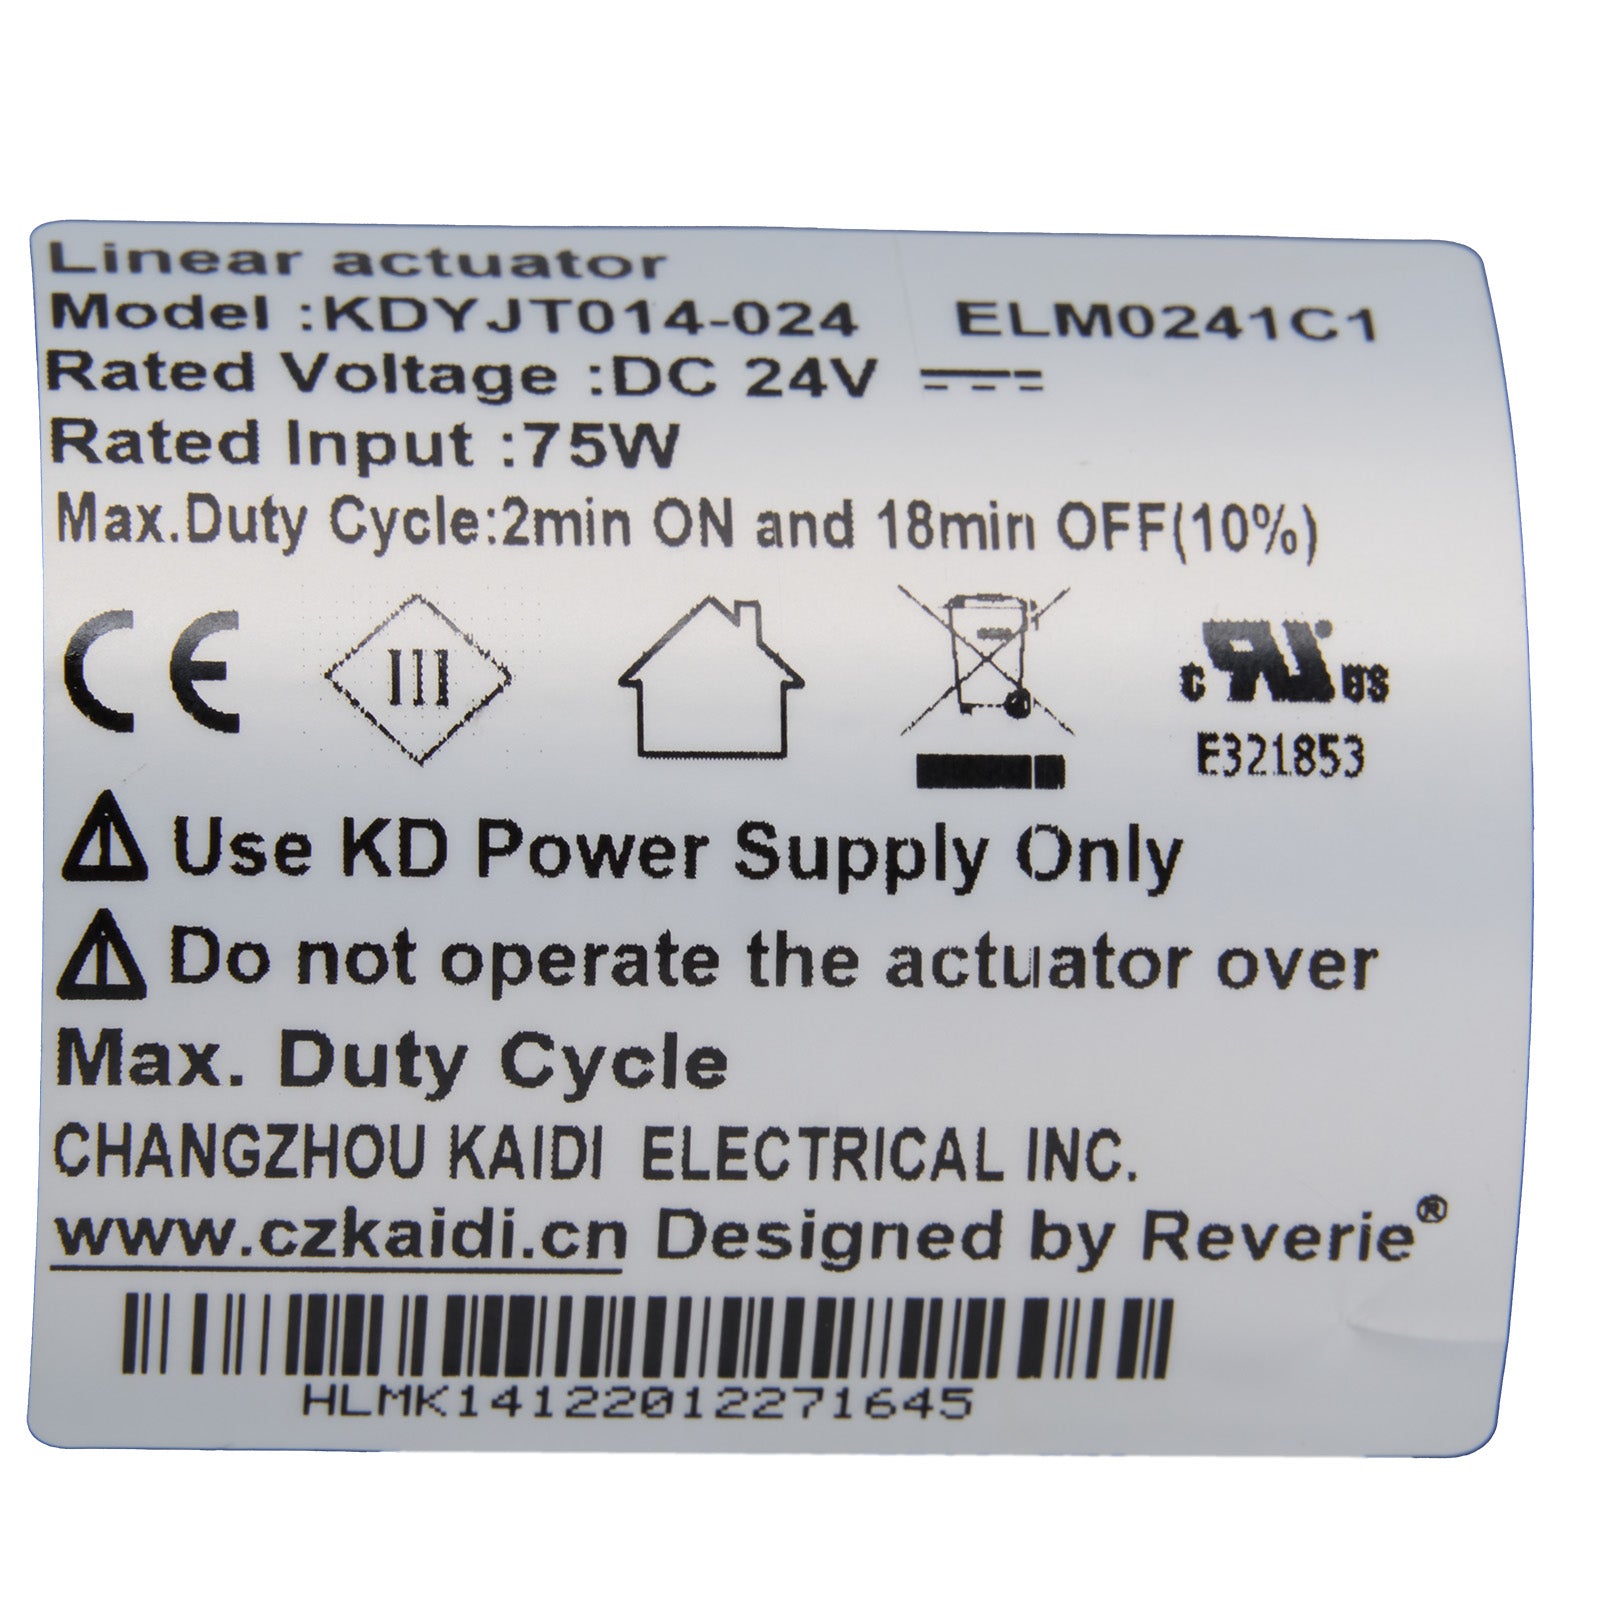 Linear actuator
Model :KDYJT014-024 ELM0241C1
Rated Voltage :DC 24V
Rated Input :75W
Max.Duty Cycle:2min ON and 18min OFF(10%)
CE III c RU us
E321853
Use KD Power Supply Only
Do not operate the actuator over
Max. Duty Cycle
CHANGZHOU KAIDI ELECTRICAL INC.
www.czkaidi.cn Designed by Reverie®
HLMK14122012271645